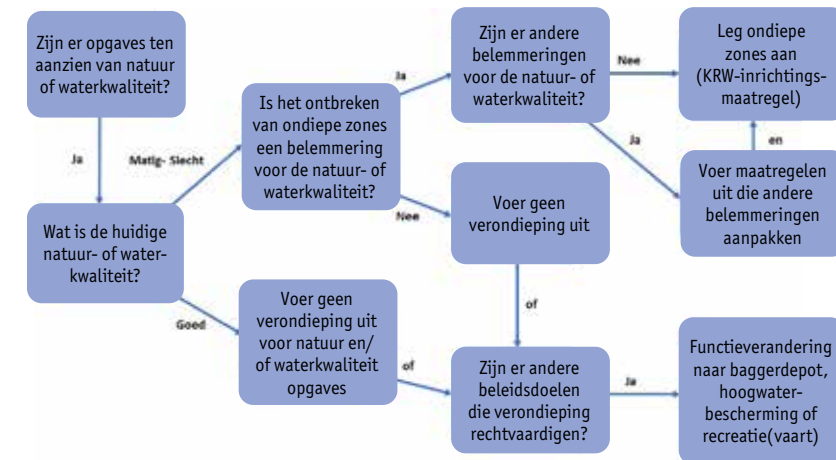 Zijn er opgaves ten
aanzien van natuur
of waterkwaliteit?
Ja
Wat is de huidige
natuur- of water-
kwaliteit?
Matig- Slecht
Is het ontbreken
van ondiepe zones
een belemmering
voor de natuur- of
waterkwaliteit?
Ja
Zijn er andere
belemmeringen
voor de natuur- of
waterkwaliteit?
Nee
Leg ondiepe
zones aan
(KRW-inrichtings-
maatregel)
Ja
en
Voer maatregelen
uit die andere
belemmeringen
aanpakken
Nee
Voer geen
verondieping uit
of
Goed
Voer geen
verondieping uit
voor natuur en/
of waterkwaliteit
opgaves
of
Zijn er andere
beleidsdoelen
die verondieping
rechtvaardigen?
Ja
Functieverandering
naar baggerdepot,
hoogwater-
bescherming of
recreatie(vaart)